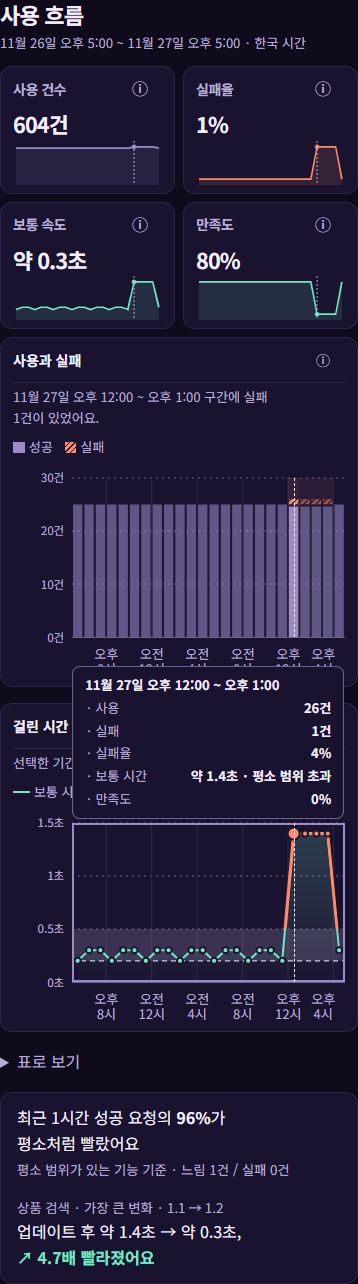 사용 흐름
11월 26일 오후 5:00 ~ 11월 27일 오후 5:00 · 한국 시간
사용 건수 ⓘ
604건
실패율 ⓘ
1%
보통 속도 ⓘ
약 0.3초
만족도 ⓘ
80%
사용과 실패 ⓘ
11월 27일 오후 12:00 ~ 오후 1:00 구간에 실패
1건이 있었어요.
성공 실패
30건
20건
10건
0건
오후 오전 오전 오전 오후 오후
11월 27일 오후 12:00 ~ 오후 1:00
· 사용 26건
· 실패 1건
· 실패율 4%
· 보통 시간 약 1.4초 · 평소 범위 초과
· 만족도 0%
걸린 시간
선택한 기간
보통 시
1.5초
1초
0.5초
0초
오후 오전 오전 오전 오후 오후
8시 12시 4시 8시 12시 4시
▶ 표로 보기
최근 1시간 성공 요청의 96%가
평소처럼 빨랐어요
평소 범위가 있는 기능 기준 · 느림 1건 / 실패 0건
상품 검색 · 가장 큰 변화 · 1.1 → 1.2
업데이트 후 약 1.4초 → 약 0.3초,
↗ 4.7배 빨라졌어요